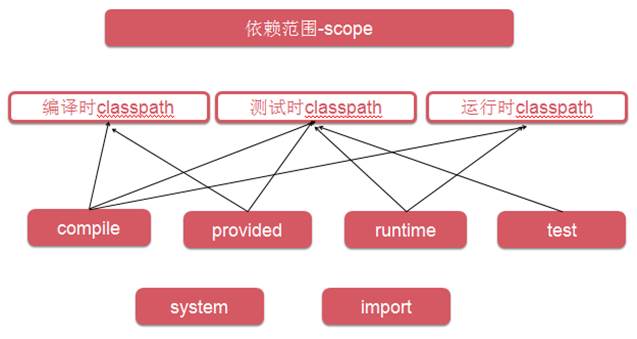 依赖范围-scope
编译时classpath
测试时classpath
运行时classpath
compile
provided
runtime
test
system
import